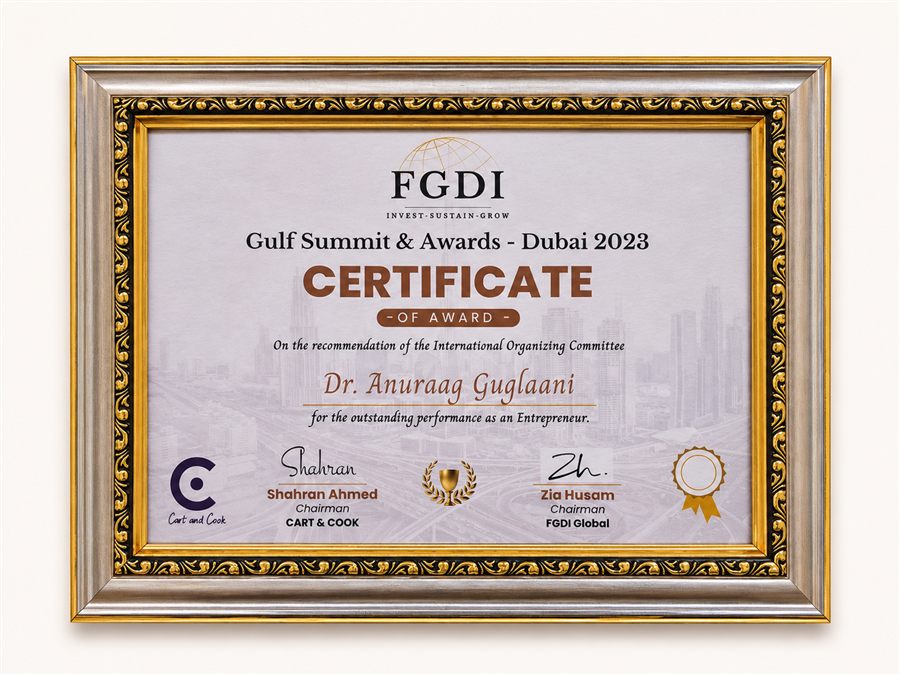 FGDI
INVEST-SUSTAIN-GROW
Gulf Summit & Awards - Dubai 2023
CERTIFICATE
-OF AWARD -
On the recommendation of the International Organizing Committee
Dr. Anuraag Guglaani
for the outstanding performance as an Entrepreneur.
Cart and Cook
Shahran
Shahran Ahmed
Chairman
CART & COOK
Zh.
Zia Husam
Chairman
FGDI Global